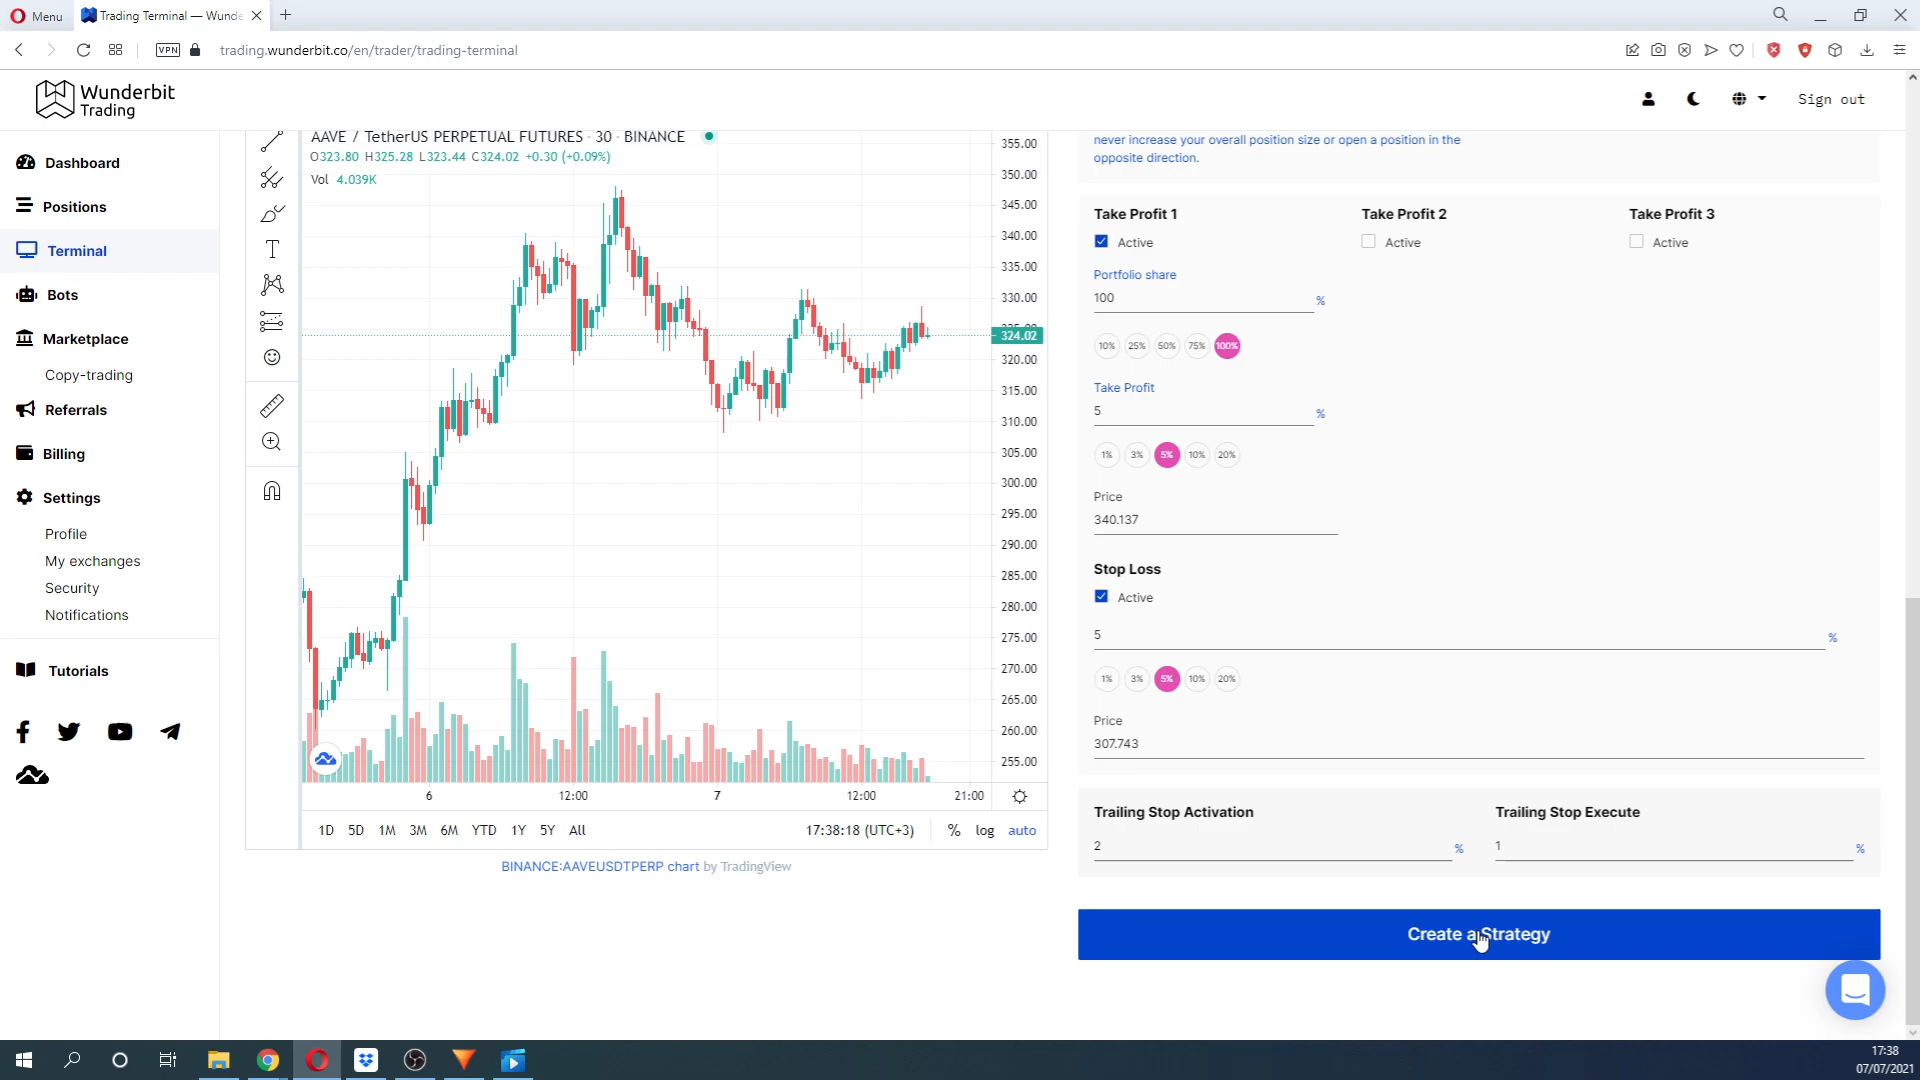 Menu
Trading Terminal — Wunde
VPN
trading.wunderbit.co/en/trader/trading-terminal
Wunderbit
Trading
Sign out
Dashboard
Positions
Terminal
Bots
Marketplace
Copy-trading
Referrals
Billing
Settings
Profile
My exchanges
Security
Notifications
Tutorials
AAVE / TetherUS PERPETUAL FUTURES · 30 · BINANCE
O323.80 H325.28 L323.44 C324.02 +0.30 (+0.09%)
Vol 4.039K
355.00
350.00
345.00
340.00
335.00
330.00
324.02
320.00
315.00
310.00
305.00
300.00
295.00
290.00
285.00
280.00
275.00
270.00
265.00
260.00
255.00
6 12:00 7 12:00 21:00
1D 5D 1M 3M 6M YTD 1Y 5Y All 17:38:18 (UTC+3) % log auto
BINANCE:AAVEUSDTPERP chart by TradingView
never increase your overall position size or open a position in the
opposite direction.
Take Profit 1 Take Profit 2 Take Profit 3
Active Active Active
Portfolio share
100 %
10% 25% 50% 75% 100%
Take Profit
5 %
1% 3% 5% 10% 20%
Price
340.137
Stop Loss
Active
5 %
1% 3% 5% 10% 20%
Price
307.743
Trailing Stop Activation Trailing Stop Execute
2 % 1 %
Create a Strategy
17:38
07/07/2021